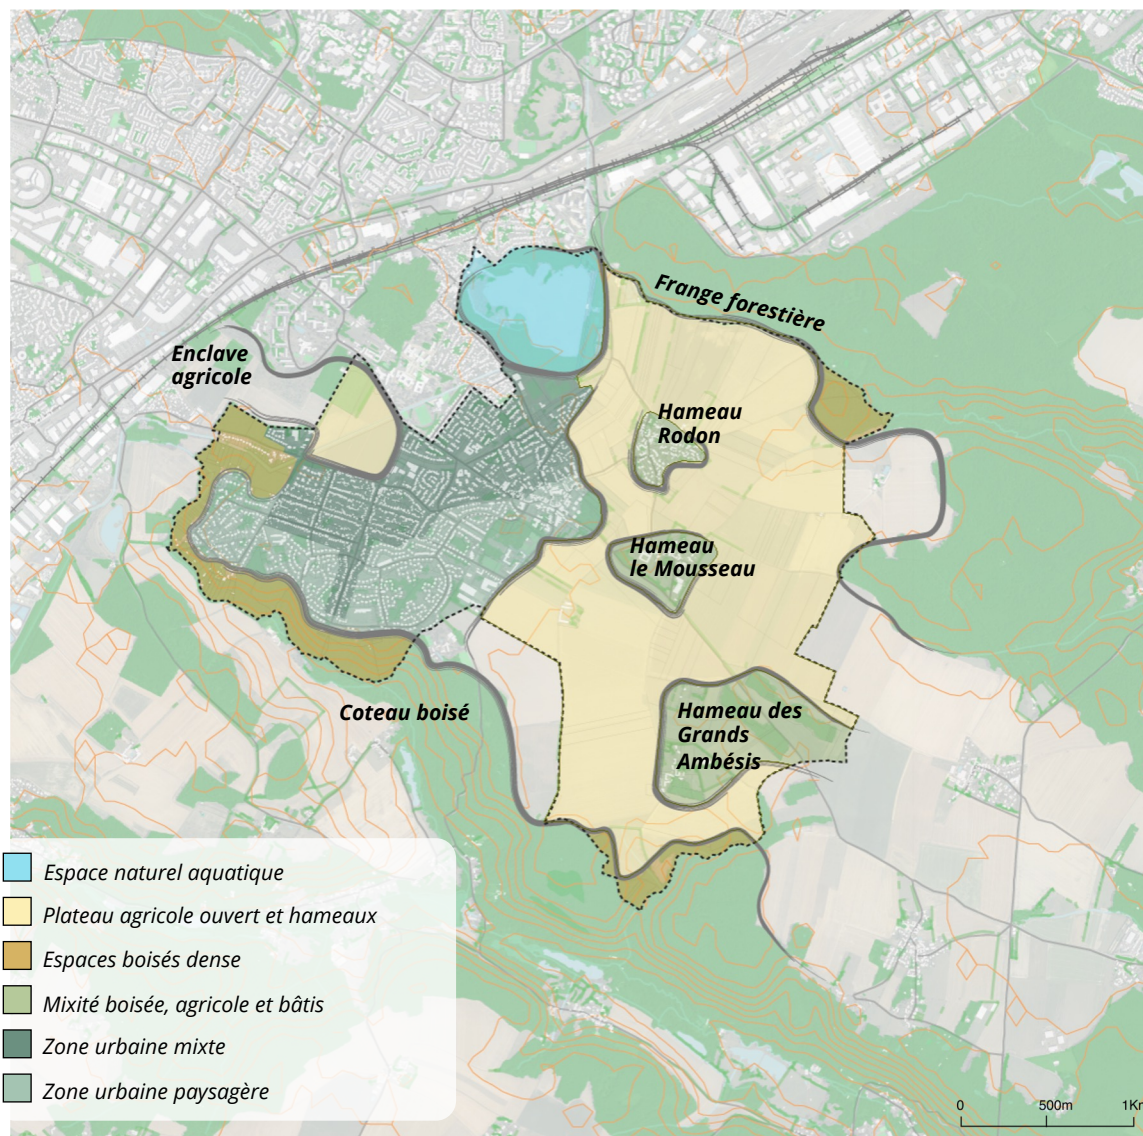 Frange forestière
Enclave
agricole
Hameau
Rodon
Hameau
le Mousseau
Hameau des
Grands
Ambésis
Coteau boisé
Espace naturel aquatique
Plateau agricole ouvert et hameaux
Espaces boisés dense
Mixité boisée, agricole et bâtis
Zone urbaine mixte
Zone urbaine paysagère
0 500m 1Km